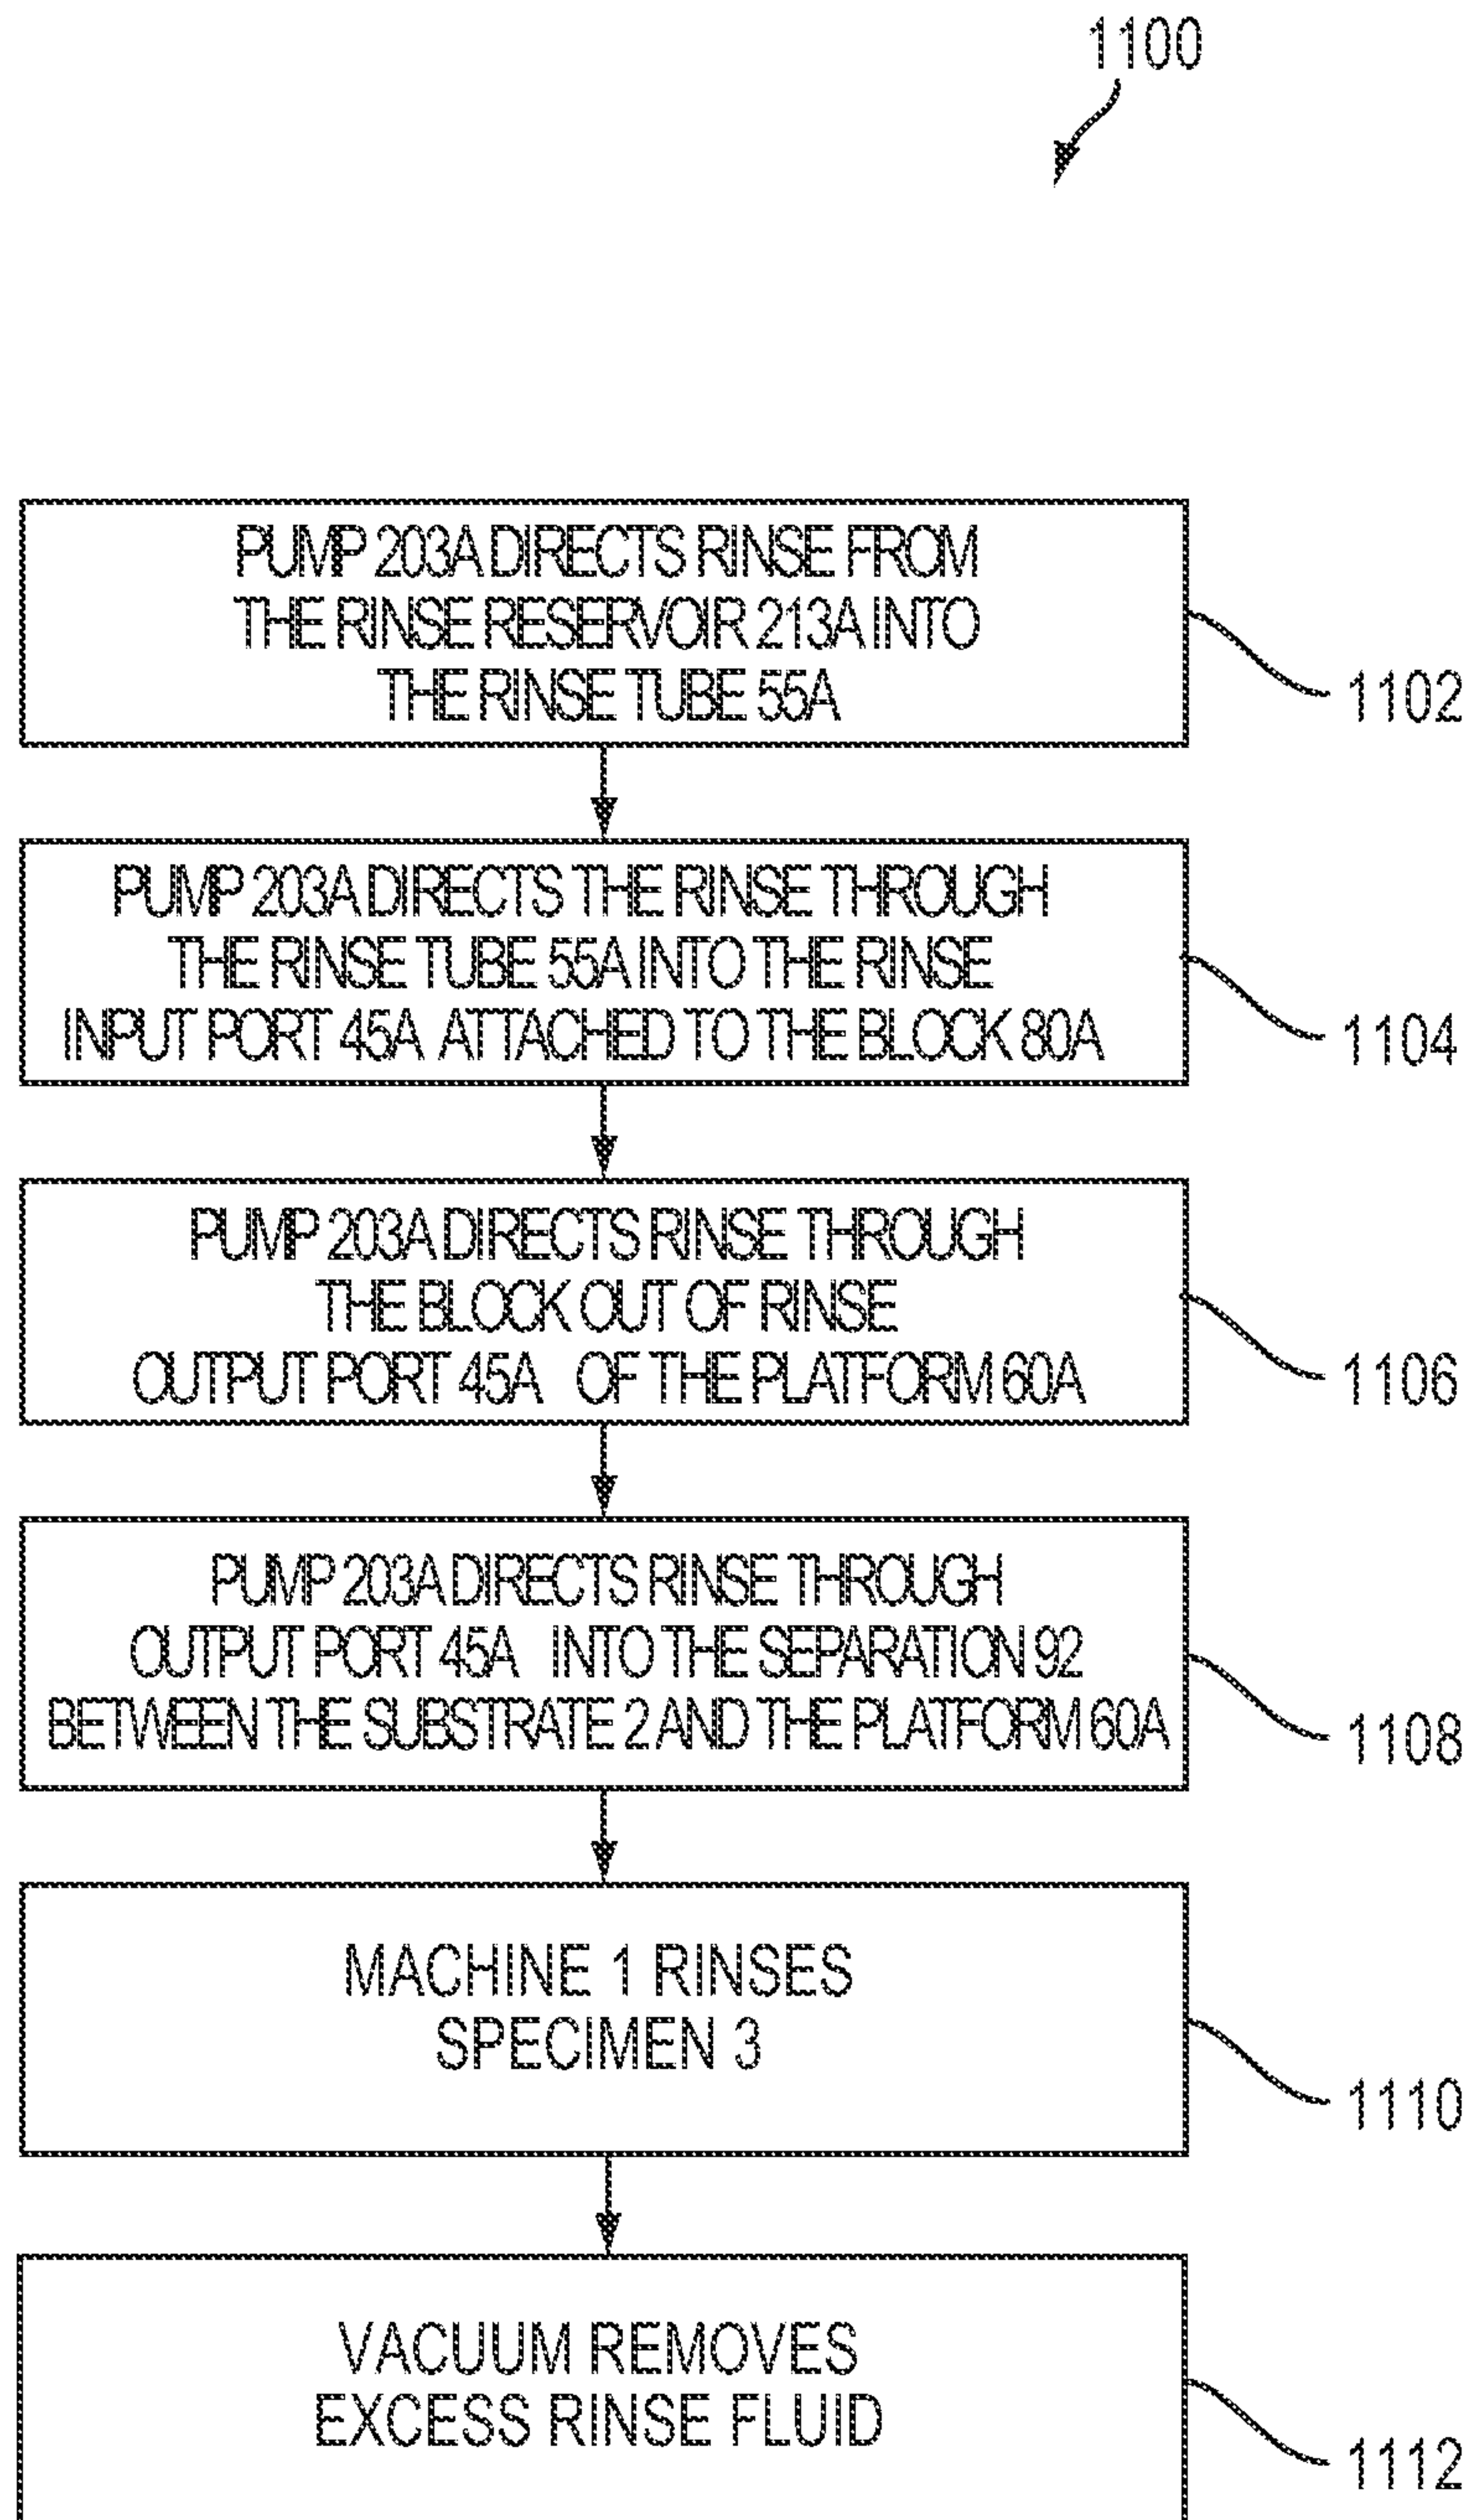 1100
PUMP 203A DIRECTS RINSE FROM
THE RINSE RESERVOIR 213A INTO
THE RINSE TUBE 55A
1102
PUMP 203A DIRECTS THE RINSE THROUGH
THE RINSE TUBE 55A INTO THE RINSE
INPUT PORT 45A ATTACHED TO THE BLOCK 80A
1104
PUMP 203A DIRECTS RINSE THROUGH
THE BLOCK OUT OF RINSE
OUTPUT PORT 45A OF THE PLATFORM 60A
1106
PUMP 203A DIRECTS RINSE THROUGH
OUTPUT PORT 45A INTO THE SEPARATION 92
BETWEEN THE SUBSTRATE 2 AND THE PLATFORM 60A
1108
MACHINE 1 RINSES
SPECIMEN 3
1110
VACUUM REMOVES
EXCESS RINSE FLUID
1112